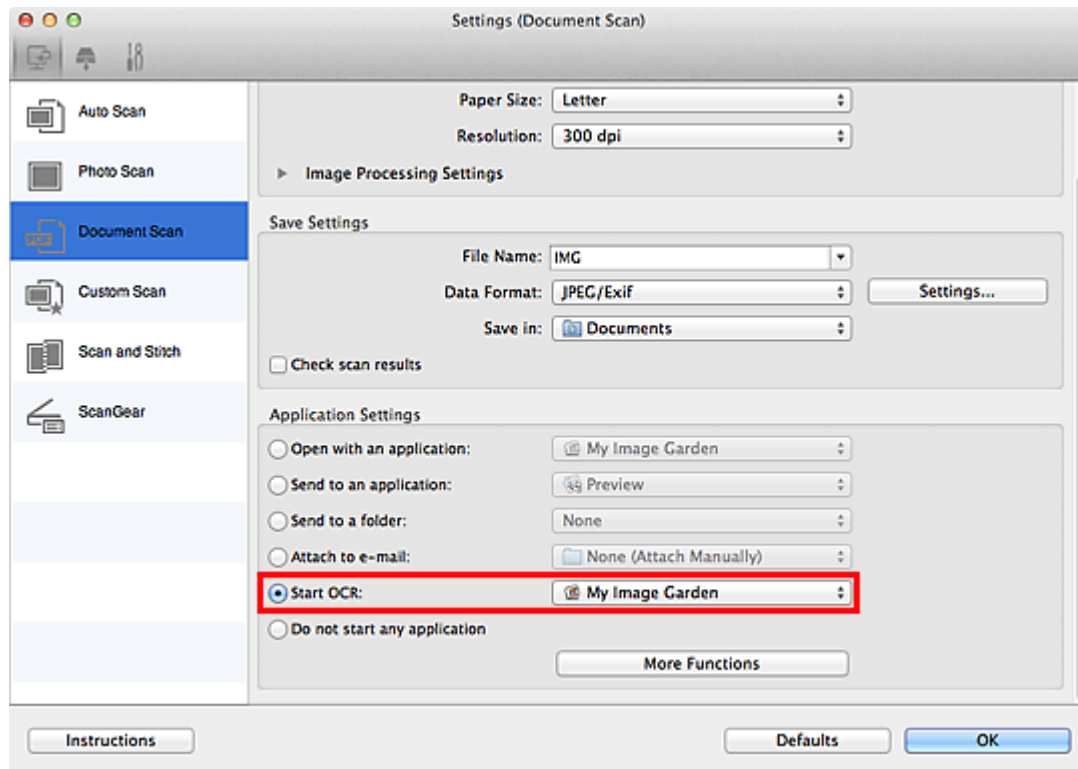 Settings (Document Scan)
Auto Scan
Photo Scan
Document Scan
Custom Scan
Scan and Stitch
ScanGear
Paper Size: Letter
Resolution: 300 dpi
Image Processing Settings
Save Settings
File Name: IMG
Data Format: JPEG/Exif Settings...
Save in: Documents
Check scan results
Application Settings
Open with an application: My Image Garden
Send to an application: Preview
Send to a folder: None
Attach to e-mail: None (Attach Manually)
Start OCR: My Image Garden
Do not start any application
More Functions
Instructions Defaults OK